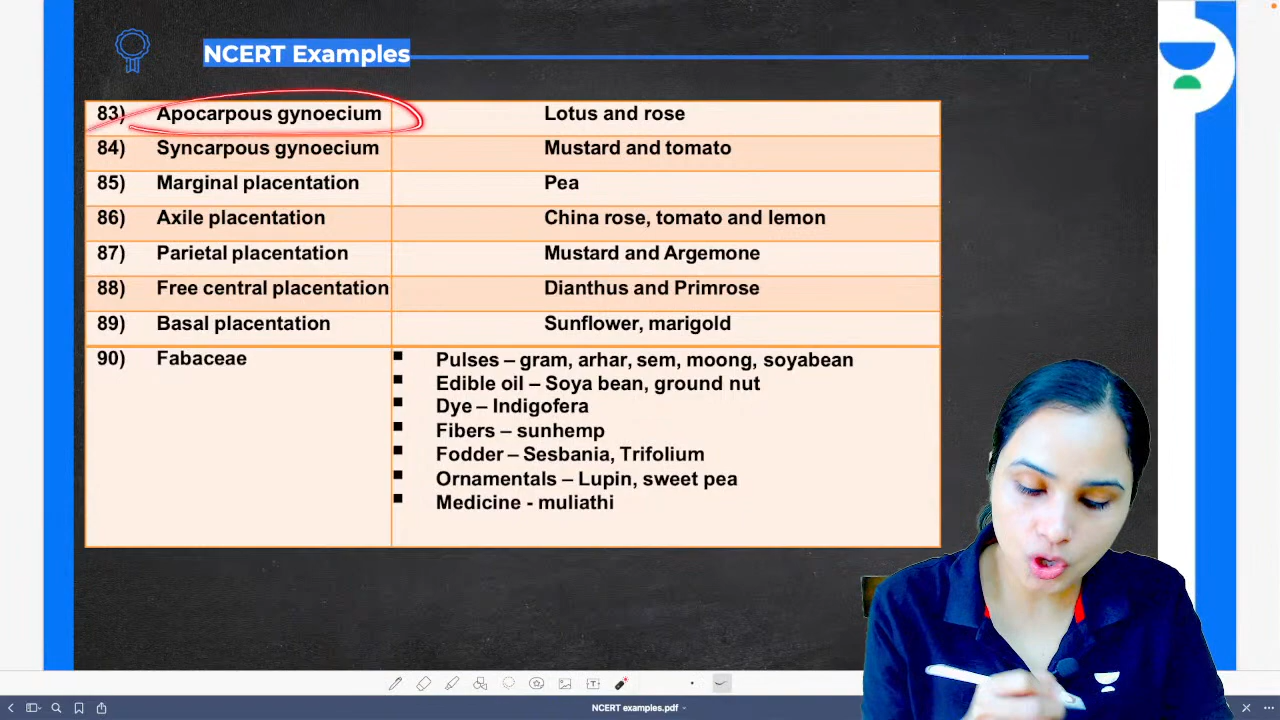 NCERT Examples
83) Apocarpous gynoecium Lotus and rose
84) Syncarpous gynoecium Mustard and tomato
85) Marginal placentation Pea
86) Axile placentation China rose, tomato and lemon
87) Parietal placentation Mustard and Argemone
88) Free central placentation Dianthus and Primrose
89) Basal placentation Sunflower, marigold
90) Fabaceae
Pulses – gram, arhar, sem, moong, soyabean
Edible oil – Soya bean, ground nut
Dye – Indigofera
Fibers – sunhemp
Fodder – Sesbania, Trifolium
Ornamentals – Lupin, sweet pea
Medicine - muliathi
NCERT examples.pdf